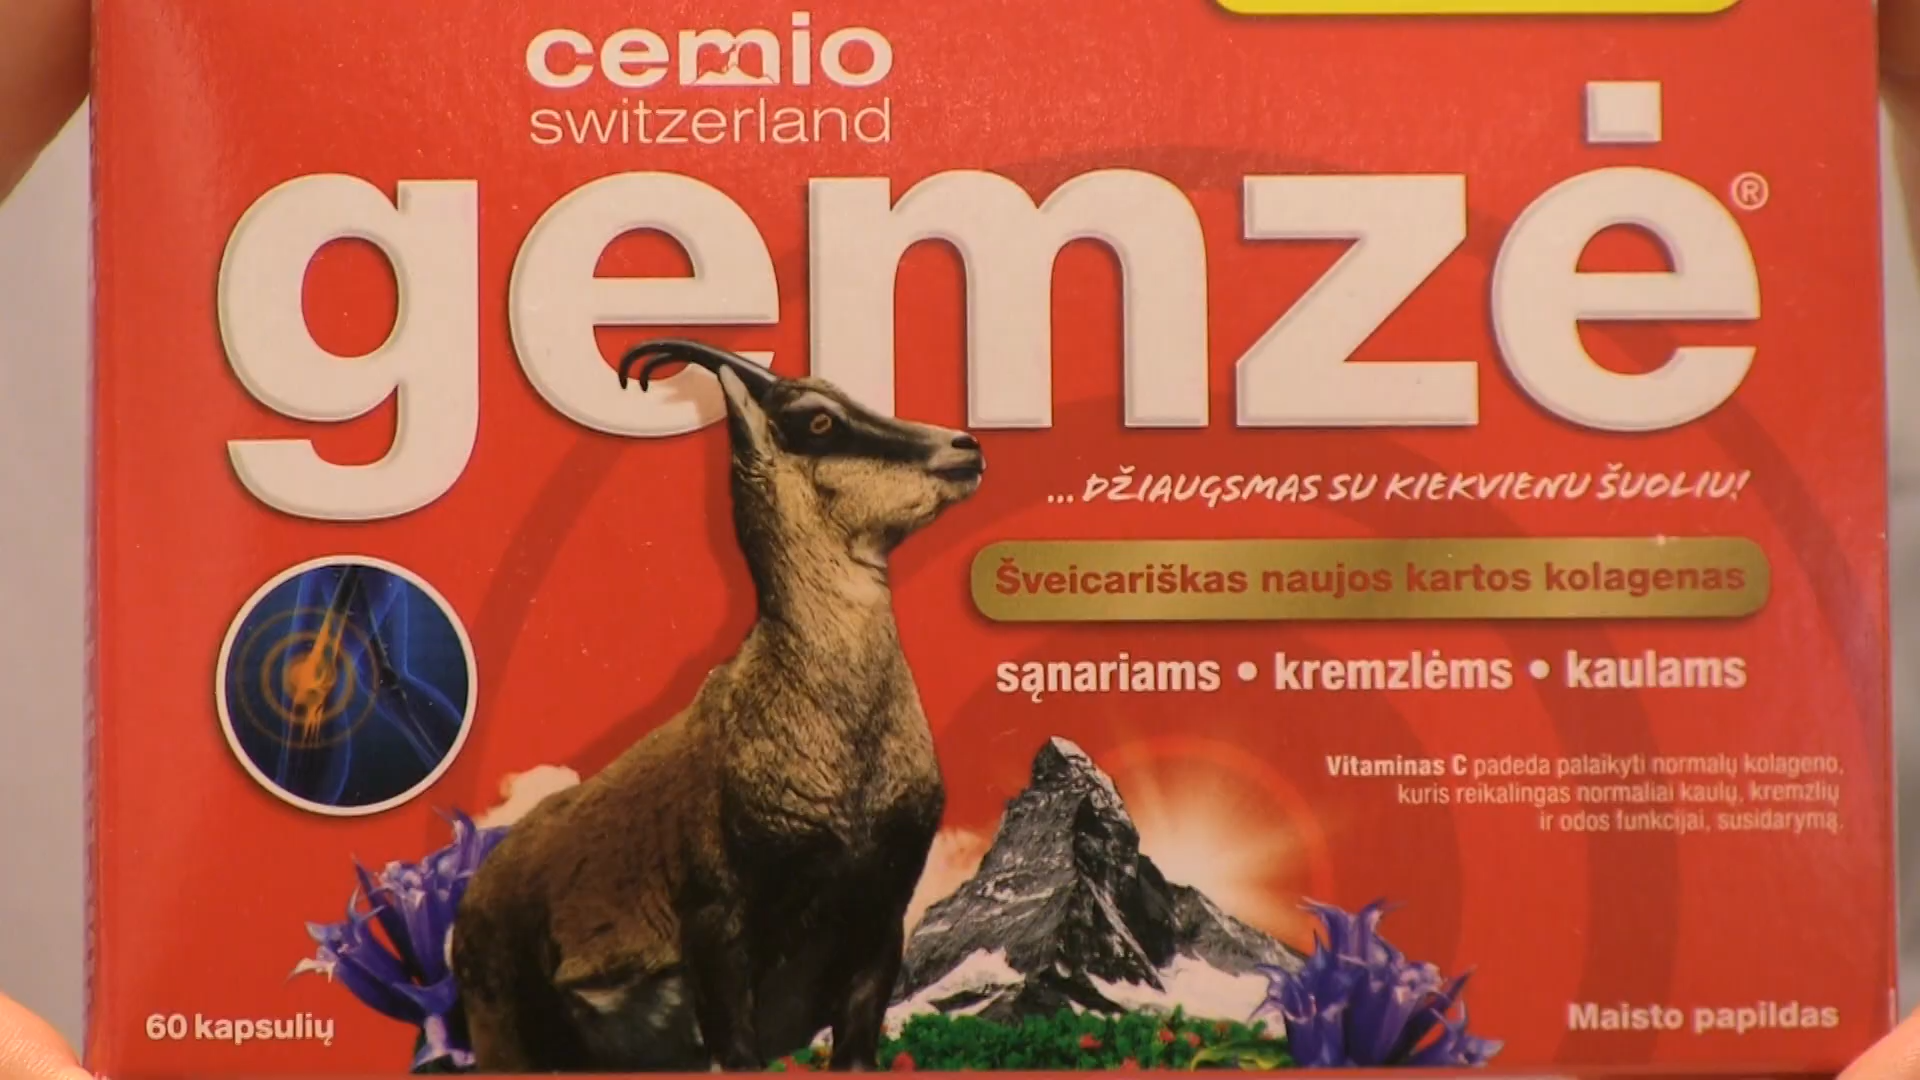 cemio
switzerland
gemzė®
...DŽIAUGSMAS SU KIEKVIENU ŠUOLIU!
Šveicariškas naujos kartos kolagenas
sąnariams • kremzlėms • kaulams
Vitaminas C padeda palaikyti normalų kolageno,
kuris reikalingas normaliai kaulų, kremzlių
ir odos funkcijai, susidarymą.
60 kapsulių
Maisto papildas